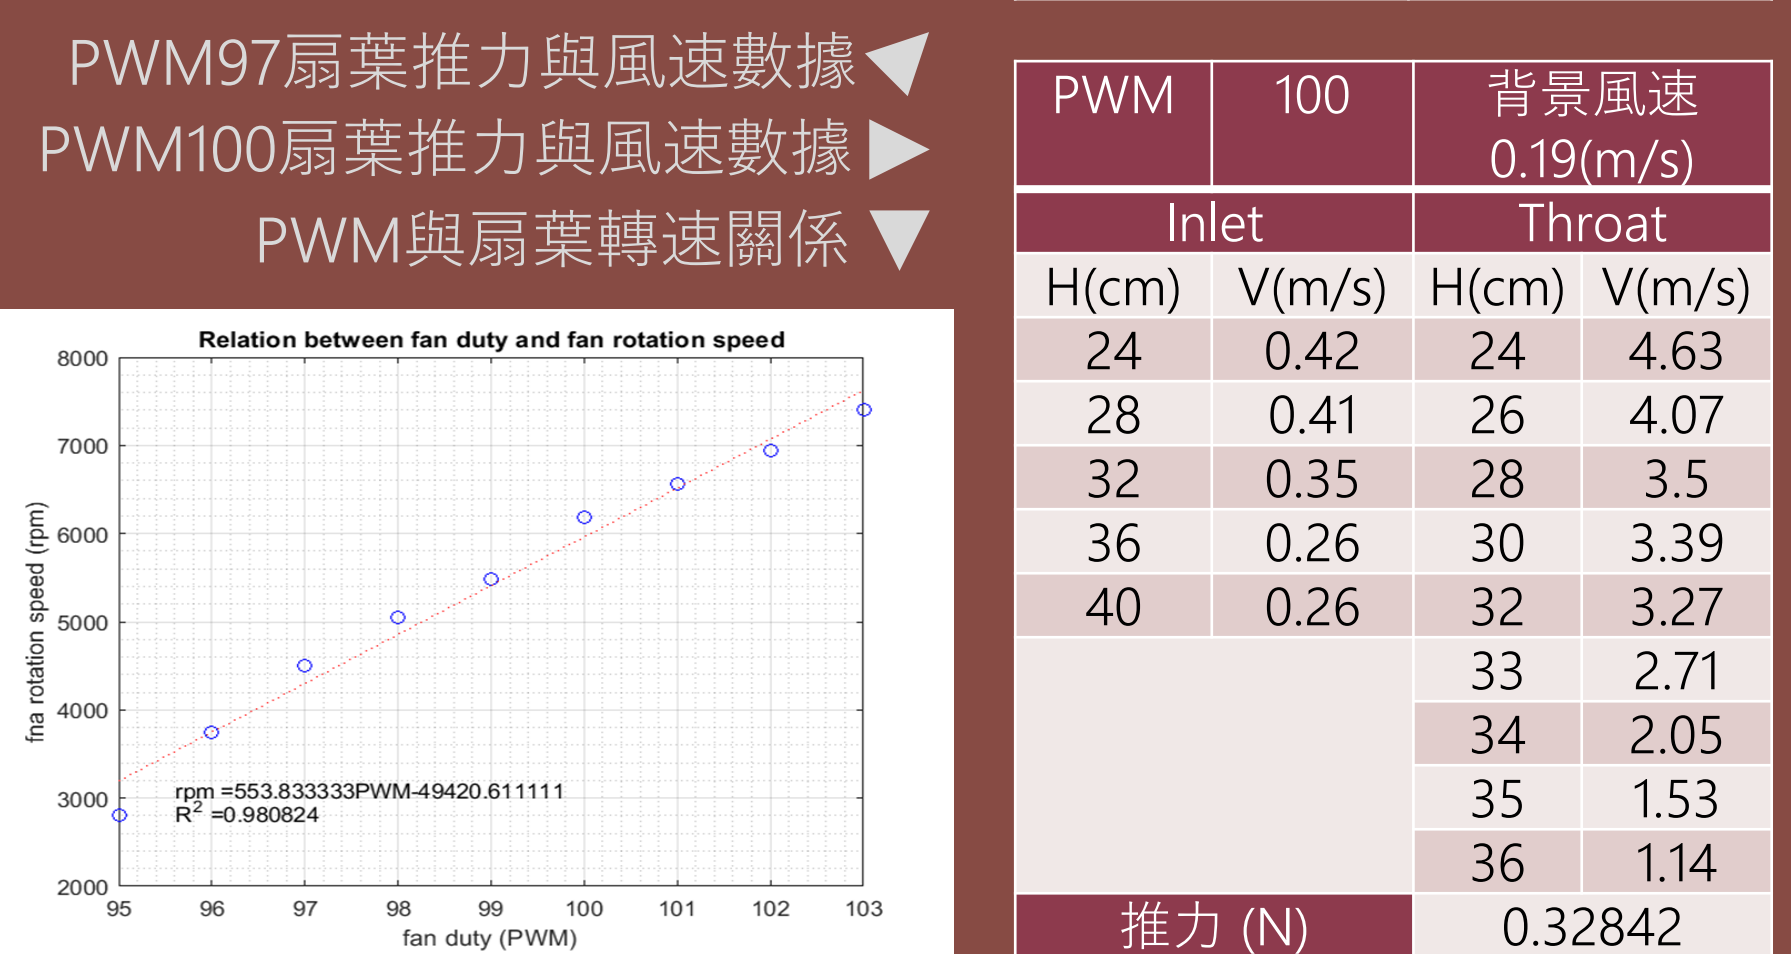 PWM97扇葉推力與風速數據
PWM100扇葉推力與風速數據
PWM與扇葉轉速關係
Relation between fan duty and fan rotation speed
8000
7000
6000
5000
4000
3000
2000
fna rotation speed (rpm)
rpm =553.833333PWM-49420.611111
R² =0.980824
95 96 97 98 99 100 101 102 103
fan duty (PWM)
PWM 100 背景風速
0.19(m/s)
Inlet Throat
H(cm) V(m/s) H(cm) V(m/s)
24 0.42 24 4.63
28 0.41 26 4.07
32 0.35 28 3.5
36 0.26 30 3.39
40 0.26 32 3.27
33 2.71
34 2.05
35 1.53
36 1.14
推力 (N) 0.32842